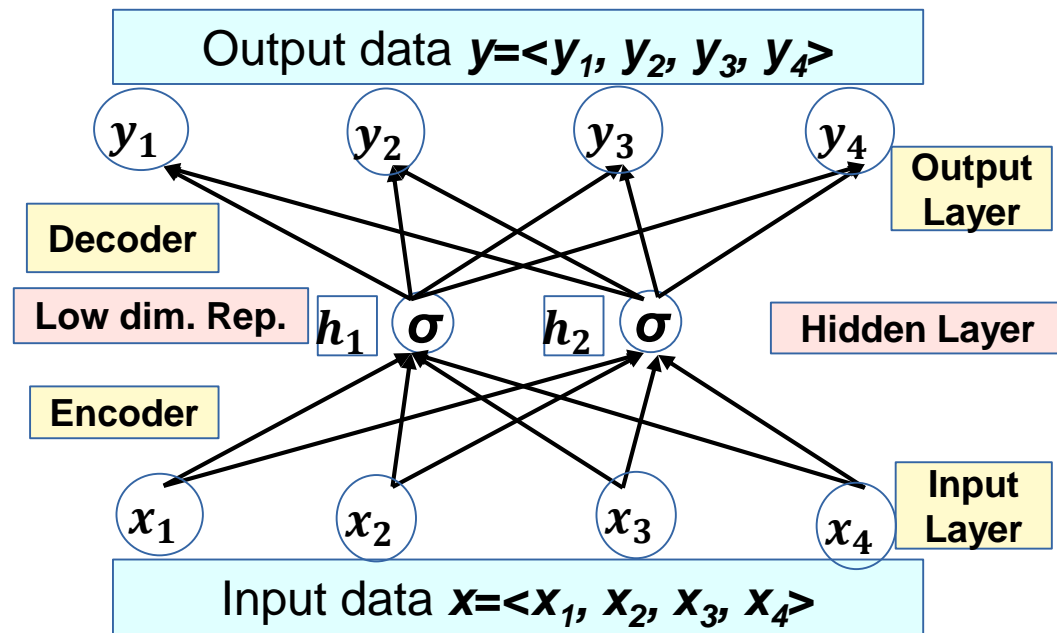 Output data y=<y₁, y₂, y₃, y₄>
y₁ y₂ y₃ y₄
Output
Layer
Decoder
Low dim. Rep. h₁ σ h₂ σ Hidden Layer
Encoder
x₁ x₂ x₃ x₄
Input
Layer
Input data x=<x₁, x₂, x₃, x₄>